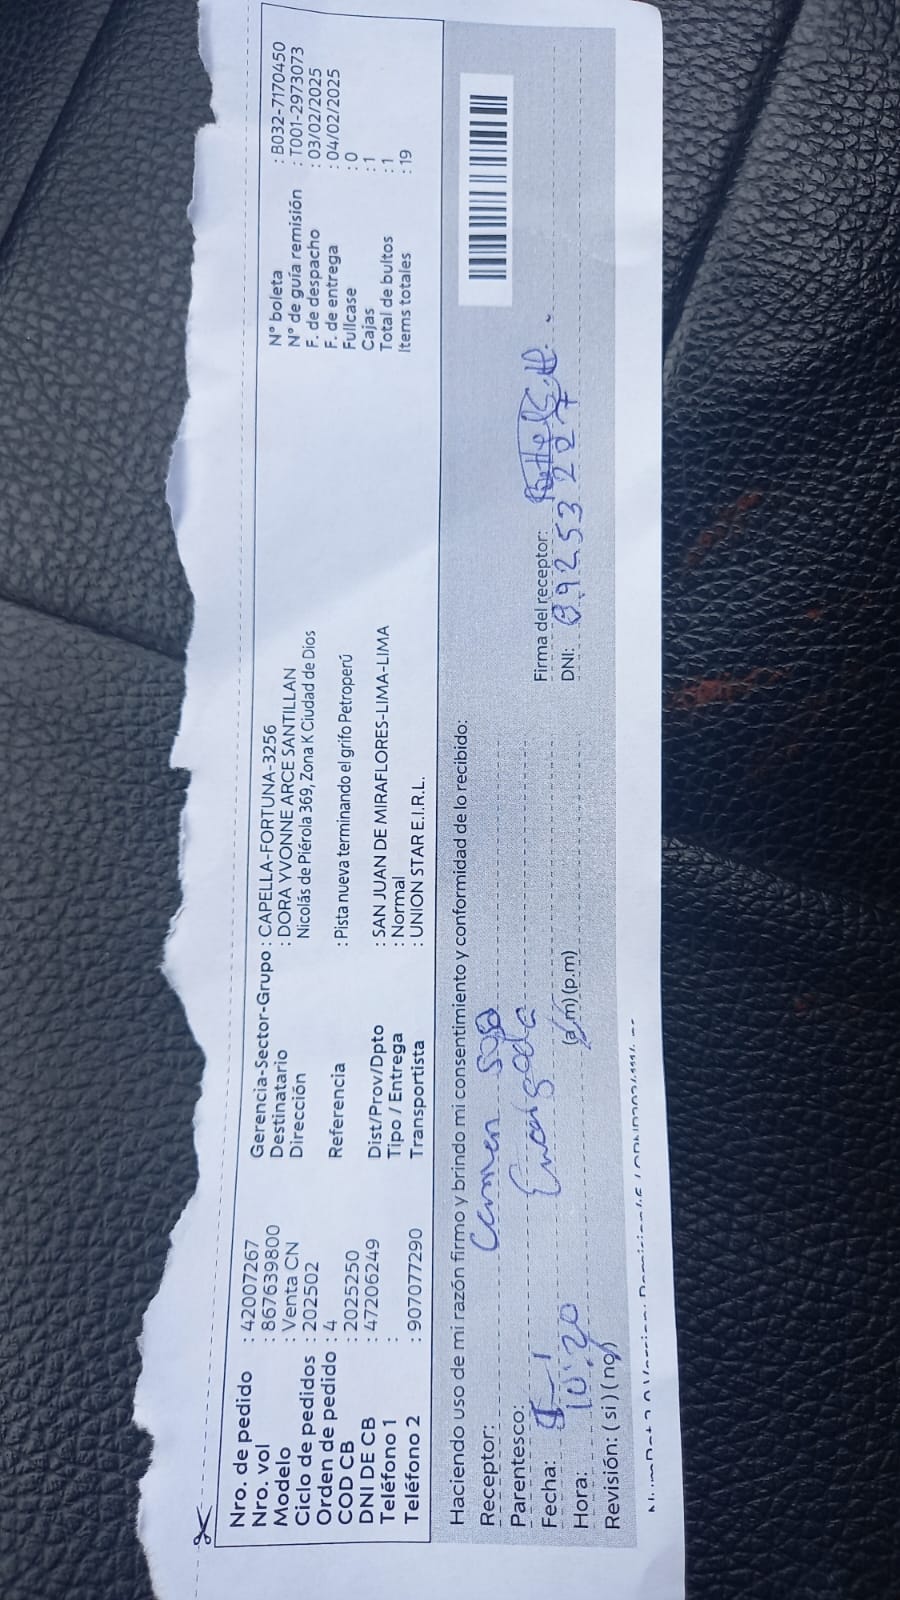 Nro. de pedido : 42007267
Nro. vol : 867639800
Modelo : Venta CN
Ciclo de pedidos : 202502
Orden de pedido : 4
COD CB : 2025250
DNI DE CB : 47206249
Teléfono 1 :
Teléfono 2 : 907077290
Gerencia-Sector-Grupo : CAPELLA-FORTUNA-3256
Destinatario : DORA YVONNE ARCE SANTILLAN
Dirección Nicolás de Piérola 369, Zona K Ciudad de Dios
Referencia : Pista nueva terminando el grifo Petroperú
Dist/Prov/Dpto : SAN JUAN DE MIRAFLORES-LIMA-LIMA
Tipo / Entrega : Normal
Transportista : UNION STAR E.I.R.L.
N° boleta : B032-7170450
N° de guía remisión : T001-2973073
F. de despacho : 03/02/2025
F. de entrega : 04/02/2025
Fullcase : 0
Cajas : 1
Total de bultos : 1
Items totales : 19
Haciendo uso de mi razón firmo y brindo mi consentimiento y conformidad de lo recibido:
Receptor: Carmen Sosa
Parentesco: Encargada
Fecha:
Hora: 10:20 (a.m)(p.m)
Revisión: (si) (no)
Firma del receptor:
DNI: 09253227